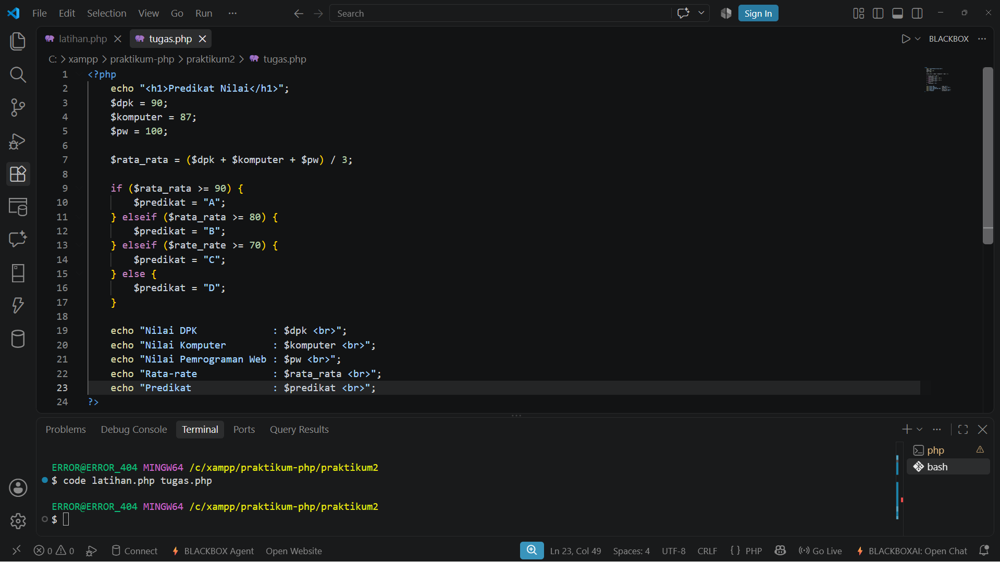 File Edit Selection View Go Run ··· Search Sign In
latihan.php tugas.php BLACKBOX ···
C: > xampp > praktikum-php > praktikum2 > tugas.php
1 <?php
2 echo "<h1>Predikat Nilai</h1>";
3 $dpk = 90;
4 $komputer = 87;
5 $pw = 100;
6
7 $rata_rata = ($dpk + $komputer + $pw) / 3;
8
9 if ($rata_rata >= 90) {
10 $predikat = "A";
11 } elseif ($rata_rata >= 80) {
12 $predikat = "B";
13 } elseif ($rate_rate >= 70) {
14 $predikat = "C";
15 } else {
16 $predikat = "D";
17 }
18
19 echo "Nilai DPK             : $dpk <br>";
20 echo "Nilai Komputer        : $komputer <br>";
21 echo "Nilai Pemrograman Web : $pw <br>";
22 echo "Rata-rate             : $rata_rata <br>";
23 echo "Predikat              : $predikat <br>";
24 ?>
Problems Debug Console Terminal Ports Query Results
php
bash
ERROR@ERROR_404 MINGW64 /c/xampp/praktikum-php/praktikum2
$ code latihan.php tugas.php
ERROR@ERROR_404 MINGW64 /c/xampp/praktikum-php/praktikum2
$
0 0 Connect BLACKBOX Agent Open Website Ln 23, Col 49 Spaces: 4 UTF-8 CRLF {} PHP Go Live BLACKBOXAI: Open Chat